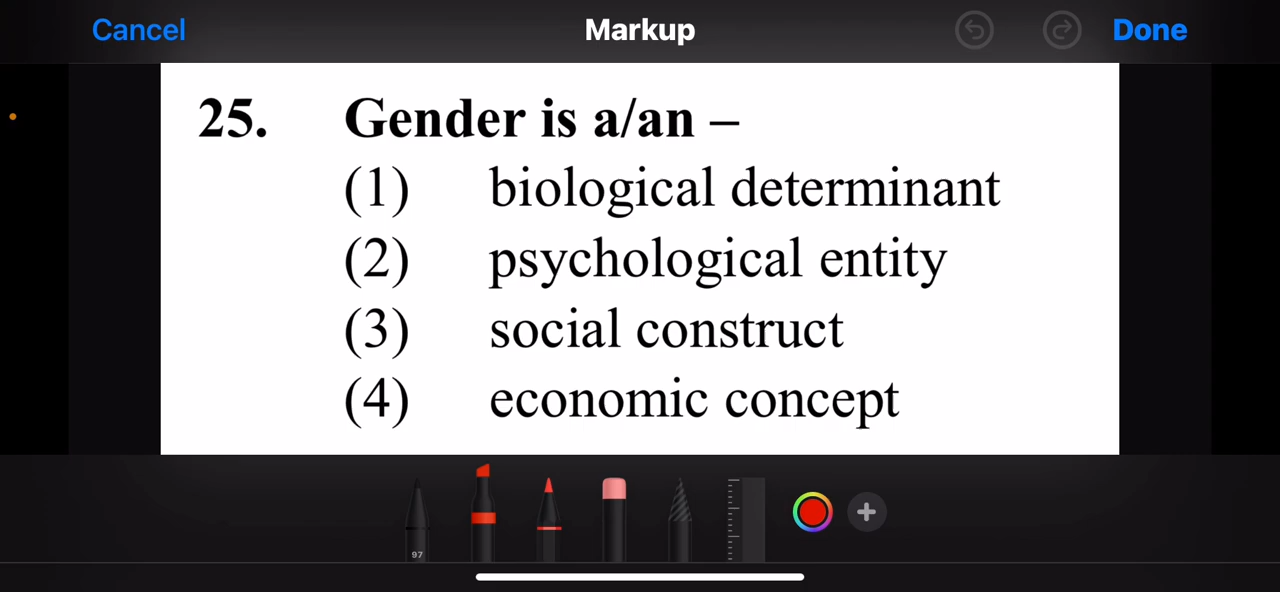 Cancel Markup Done
25. Gender is a/an –
(1) biological determinant
(2) psychological entity
(3) social construct
(4) economic concept
97